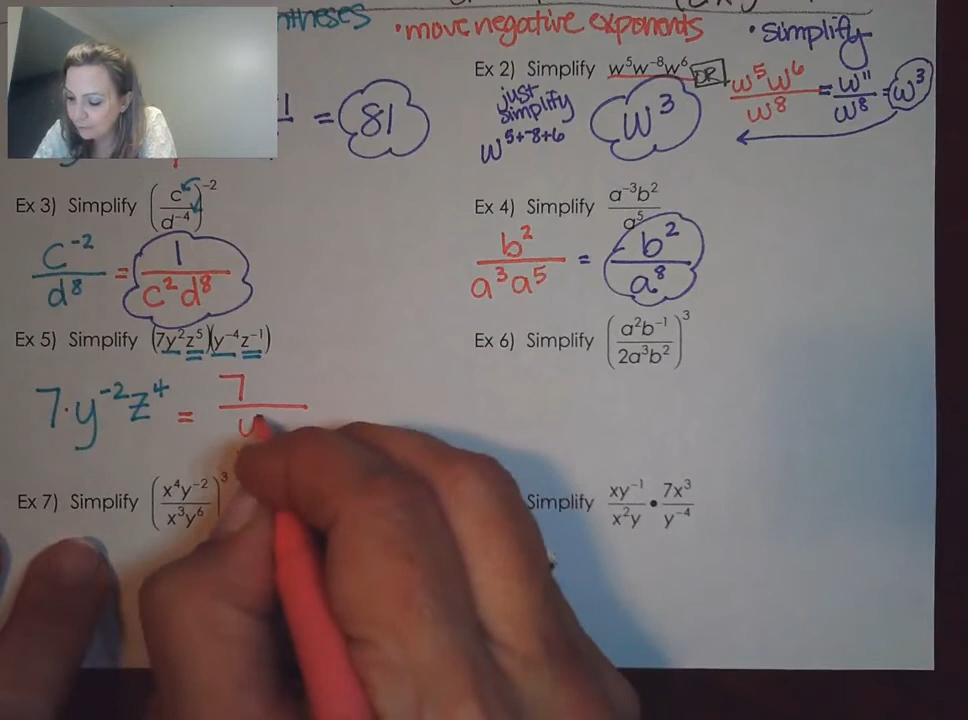 ntheses • move negative exponents • simplify
= 81
Ex 2) Simplify w⁵w⁻⁸w⁶ OR w⁵w⁶/w⁸ = w¹¹/w⁸ = w³
just
simplify
w⁵⁺⁻⁸⁺⁶
w³
Ex 3) Simplify (c/d⁻⁴)⁻²
c⁻²/d⁸ = 1/c²d⁸
Ex 4) Simplify a⁻³b²/a⁵
b²/a³a⁵ = b²/a⁸
Ex 5) Simplify (7y²z⁵)(y⁻⁴z⁻¹)
7·y⁻²z⁴ = 7/
Ex 6) Simplify (a²b⁻¹/2a³b²)³
Ex 7) Simplify (x⁴y⁻²/x³y⁶)³
Simplify xy⁻¹/x²y • 7x³/y⁻⁴